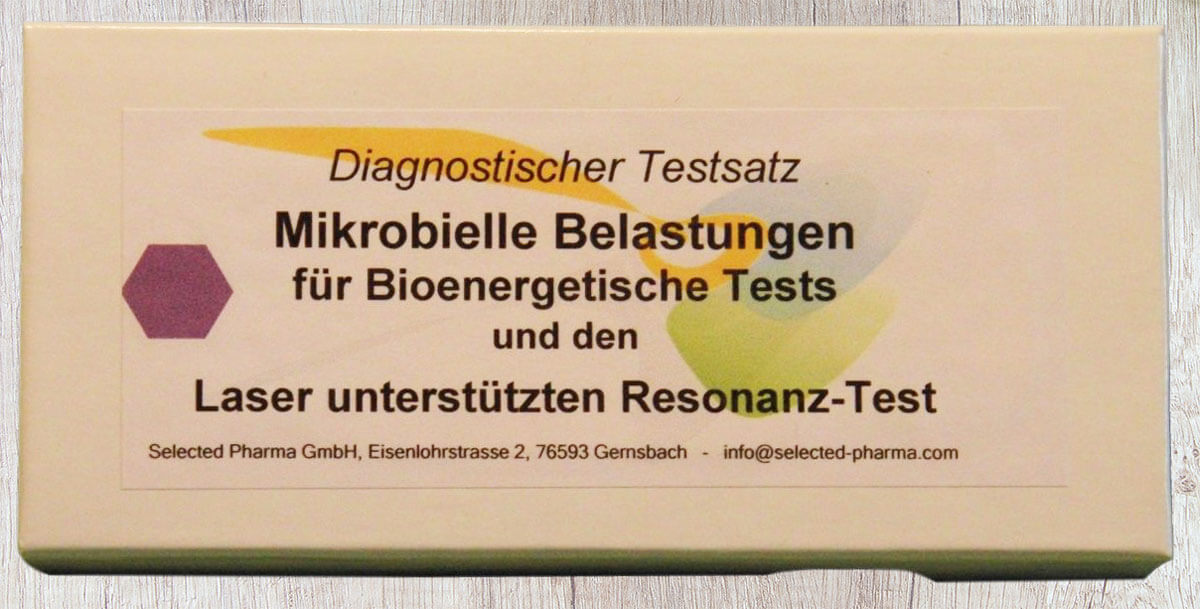 Diagnostischer Testsatz
Mikrobielle Belastungen
für Bioenergetische Tests
und den
Laser unterstützten Resonanz-Test
Selected Pharma GmbH, Eisenlohrstrasse 2, 76593 Gernsbach - info@selected-pharma.com